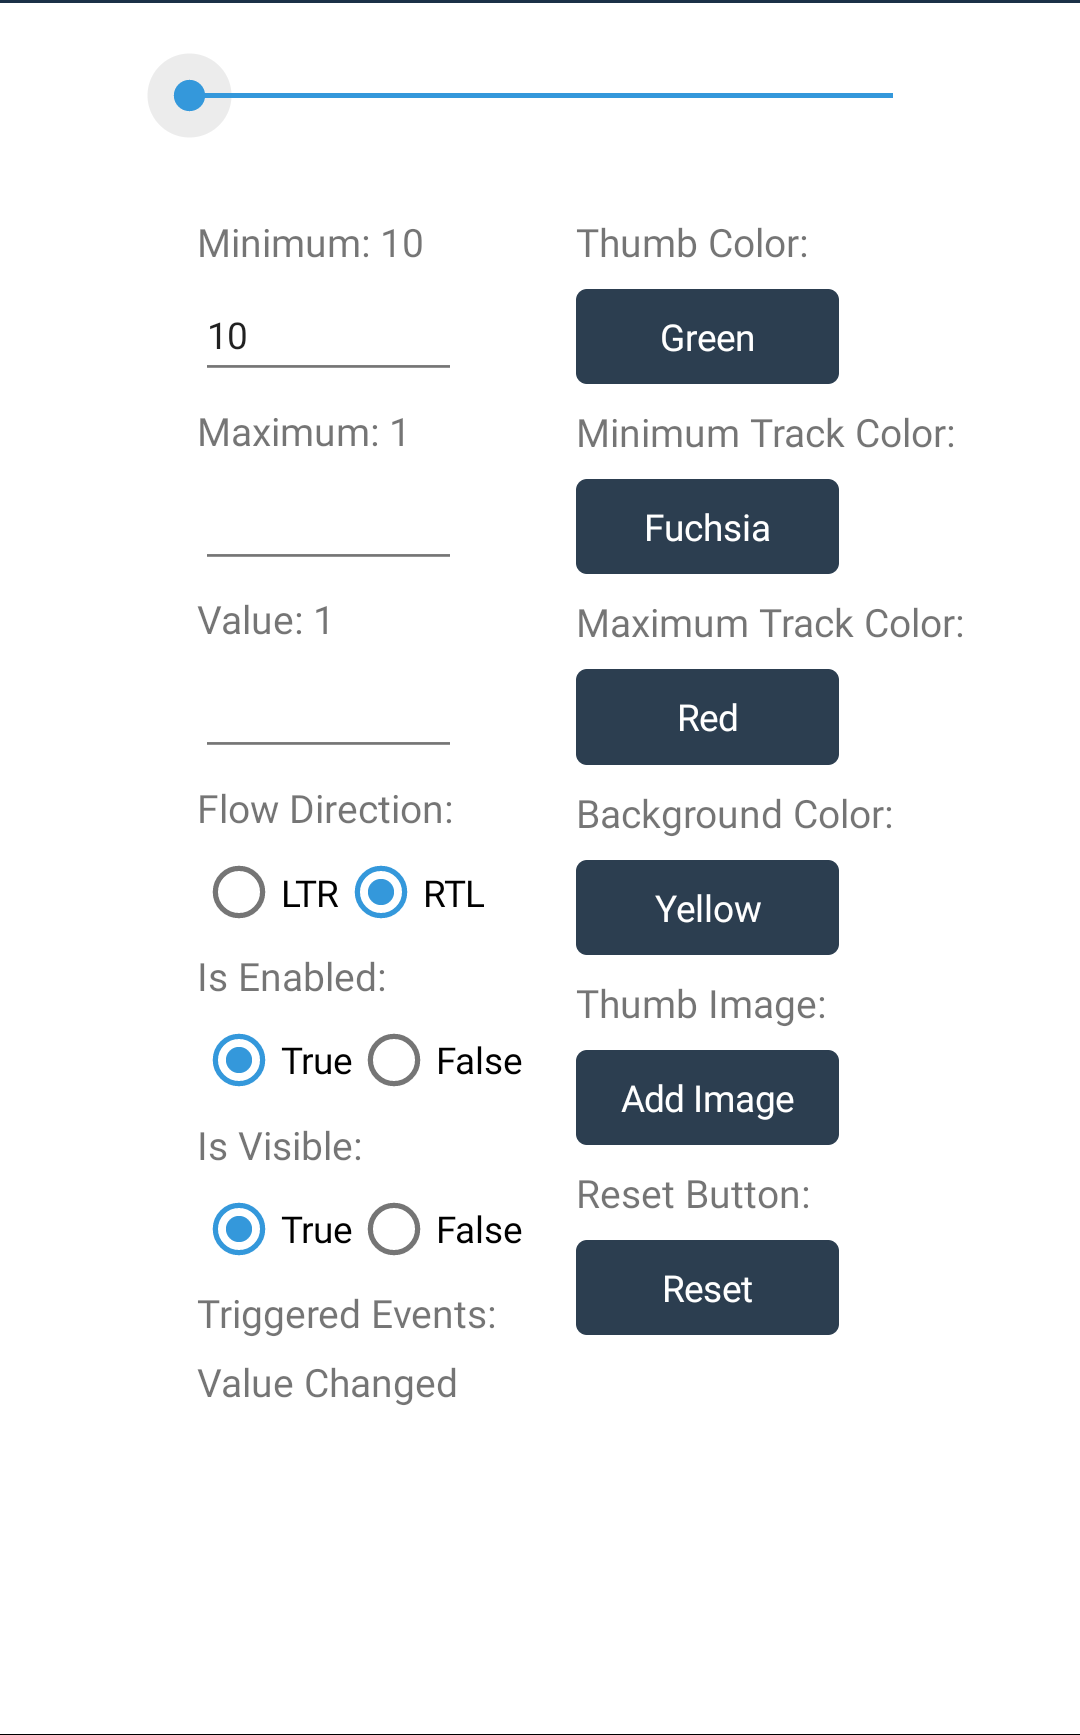 Minimum: 10
10
Maximum: 1
Value: 1
Flow Direction:
LTR RTL
Is Enabled:
True False
Is Visible:
True False
Triggered Events:
Value Changed
Thumb Color:
Green
Minimum Track Color:
Fuchsia
Maximum Track Color:
Red
Background Color:
Yellow
Thumb Image:
Add Image
Reset Button:
Reset